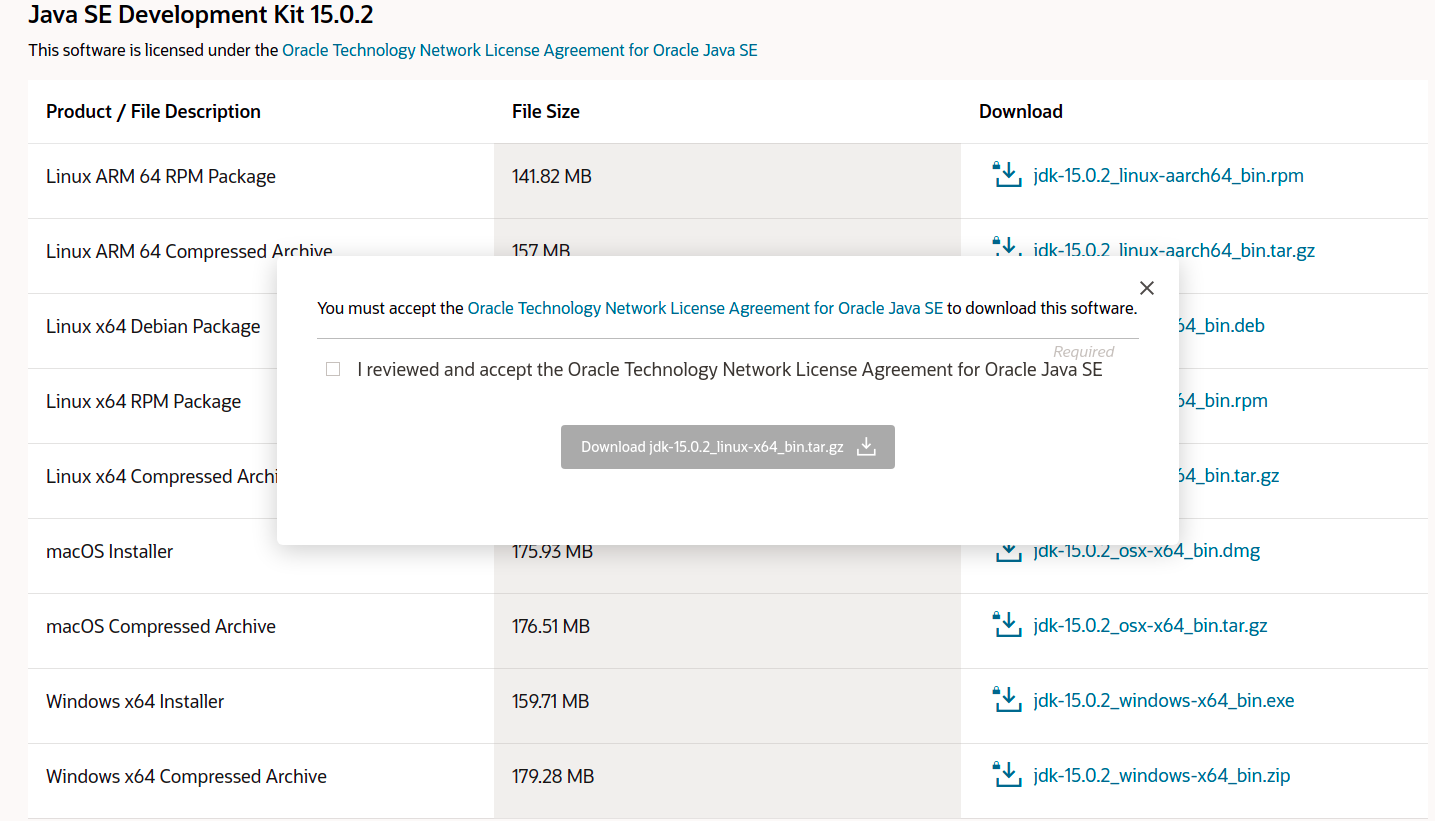 Java SE Development Kit 15.0.2
This software is licensed under the Oracle Technology Network License Agreement for Oracle Java SE
Product / File Description File Size Download
Linux ARM 64 RPM Package 141.82 MB jdk-15.0.2_linux-aarch64_bin.rpm
Linux ARM 64 Compressed Archive 157 MB jdk-15.0.2_linux-aarch64_bin.tar.gz
You must accept the Oracle Technology Network License Agreement for Oracle Java SE to download this software.
Required
I reviewed and accept the Oracle Technology Network License Agreement for Oracle Java SE
Download jdk-15.0.2_linux-x64_bin.tar.gz
Linux x64 Debian Package 64_bin.deb
Linux x64 RPM Package 64_bin.rpm
Linux x64 Compressed Archi 64_bin.tar.gz
macOS Installer 175.93 MB jdk-15.0.2_osx-x64_bin.dmg
macOS Compressed Archive 176.51 MB jdk-15.0.2_osx-x64_bin.tar.gz
Windows x64 Installer 159.71 MB jdk-15.0.2_windows-x64_bin.exe
Windows x64 Compressed Archive 179.28 MB jdk-15.0.2_windows-x64_bin.zip